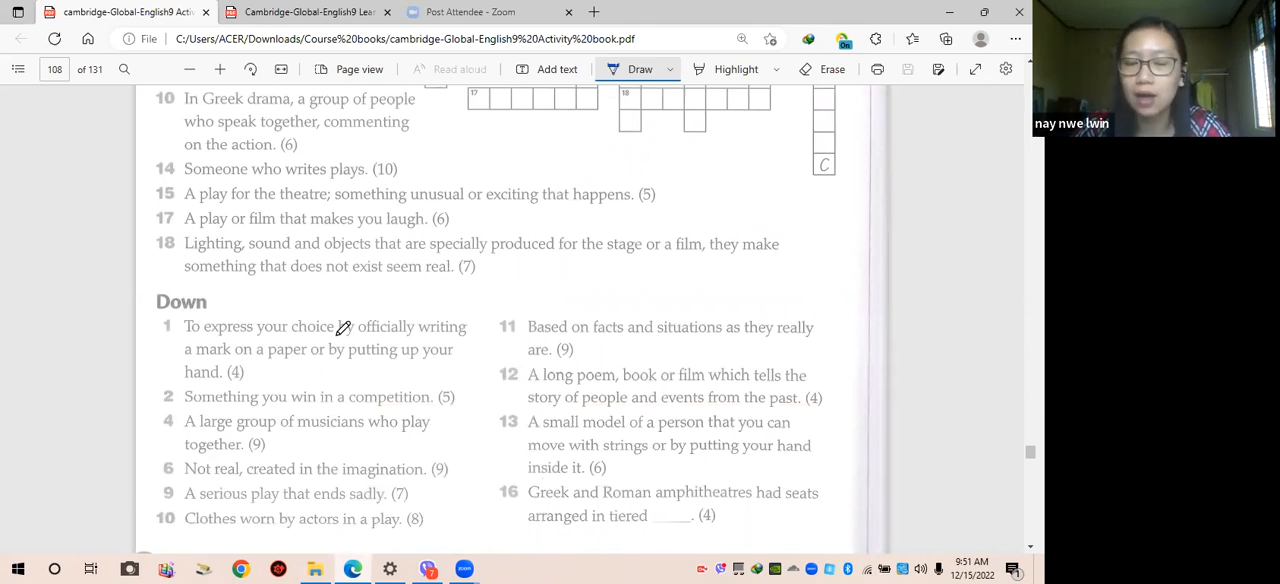 cambridge-Global-English9 Acti
Cambridge-Global-English9 Lear
Post Attendee - Zoom
File
C:/Users/ACER/Downloads/Course%20books/cambridge-Global-English9%20Activity%20book.pdf
On
108
of 131
Page view
Read aloud
Add text
Draw
Highlight
Erase
nay nwe lwin
10 In Greek drama, a group of people
who speak together, commenting
on the action. (6)
17
18
C
14 Someone who writes plays. (10)
15 A play for the theatre; something unusual or exciting that happens. (5)
17 A play or film that makes you laugh. (6)
18 Lighting, sound and objects that are specially produced for the stage or a film, they make
something that does not exist seem real. (7)
Down
1 To express your choice by officially writing
a mark on a paper or by putting up your
hand. (4)
2 Something you win in a competition. (5)
4 A large group of musicians who play
together. (9)
6 Not real, created in the imagination. (9)
9 A serious play that ends sadly. (7)
10 Clothes worn by actors in a play. (8)
11 Based on facts and situations as they really
are. (9)
12 A long poem, book or film which tells the
story of people and events from the past. (4)
13 A small model of a person that you can
move with strings or by putting your hand
inside it. (6)
16 Greek and Roman amphitheatres had seats
arranged in tiered _____. (4)
7
zoom
9:51 AM
12/15/2022
1